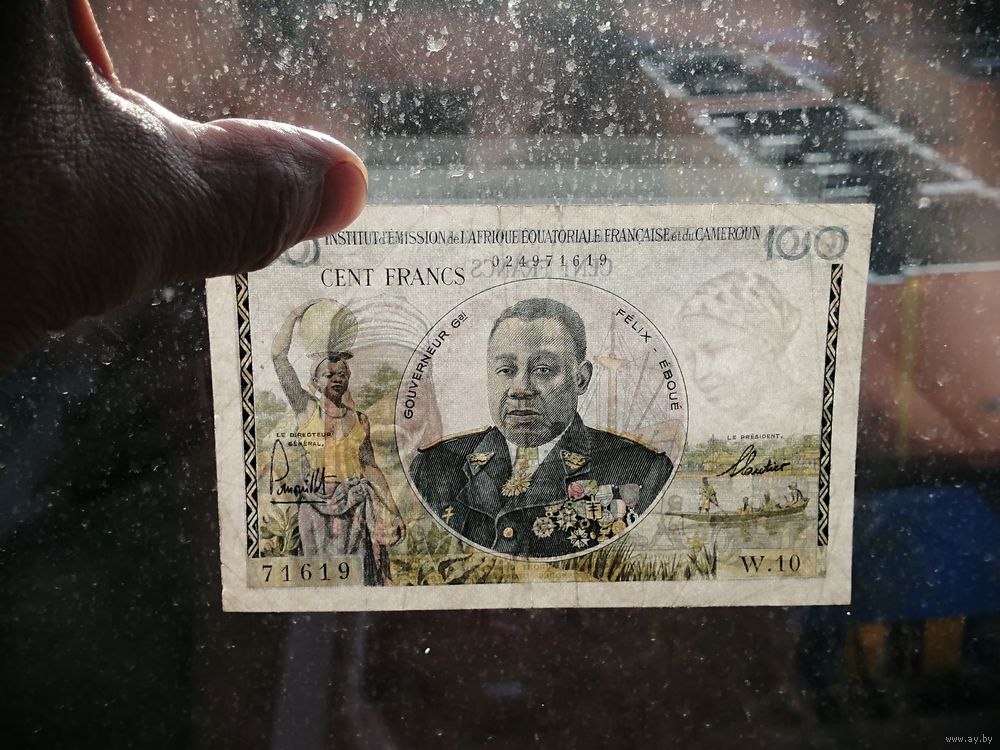 INSTITUT d'ÉMISSION de L'AFRIQUE ÉQUATORIALE FRANÇAISE et du CAMEROUN
100
024971619
CENT FRANCS
GOUVERNEUR Gal FÉLIX - ÉBOUÉ
LE DIRECTEUR
GÉNÉRAL,
LE PRÉSIDENT,
71619
W.10
www.ay.by